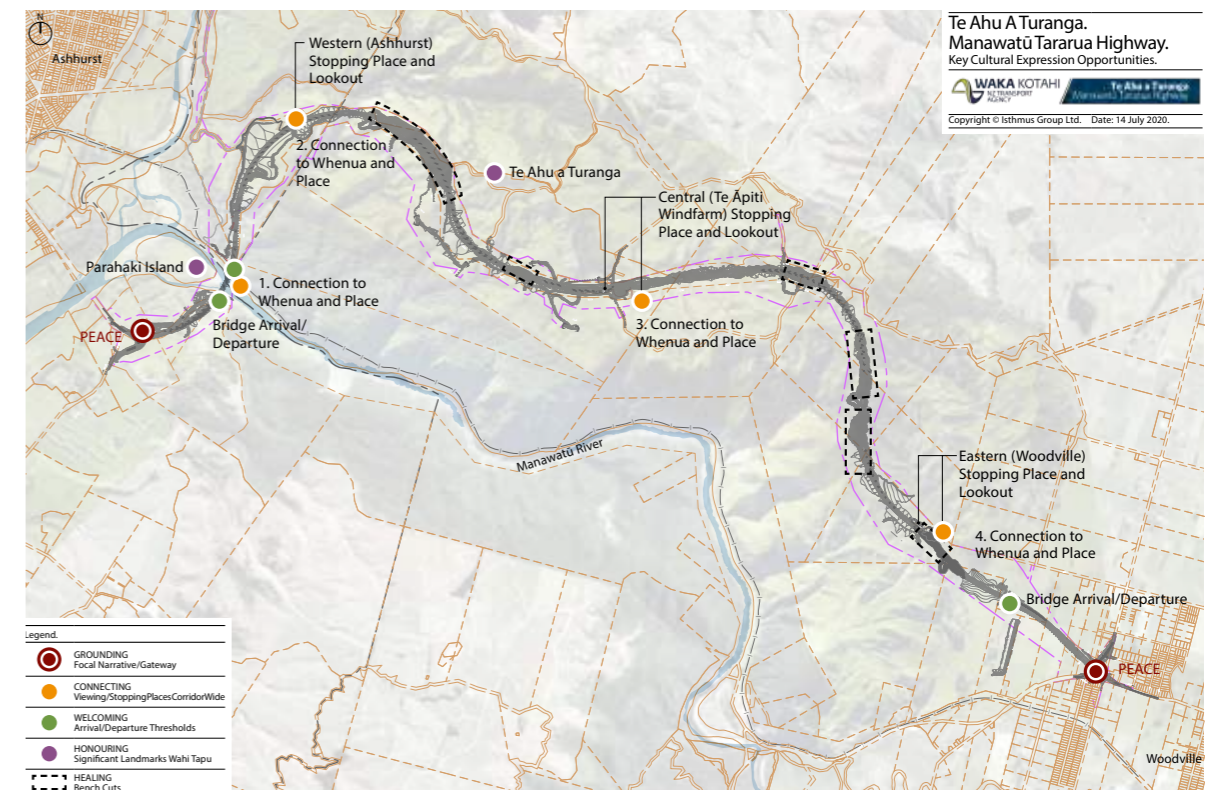 N
Ashhurst
Western (Ashhurst)
Stopping Place and
Lookout
Te Ahu A Turanga.
Manawatū Tararua Highway.
Key Cultural Expression Opportunities.
WAKA KOTAHI
NZ TRANSPORT
AGENCY
Te Ahu a Turanga
Manawatū Tararua Highway
Copyright © Isthmus Group Ltd. Date: 14 July 2020.
2. Connection
to Whenua and
Place
Te Ahu a Turanga
Central (Te Āpiti
Windfarm) Stopping
Place and Lookout
Parahaki Island
1. Connection to
Whenua and Place
Bridge Arrival/
Departure
PEACE
3. Connection to
Whenua and Place
Manawatū River
Eastern (Woodville)
Stopping Place and
Lookout
4. Connection to
Whenua and Place
Bridge Arrival/Departure
PEACE
Woodville
Legend.
GROUNDING
Focal Narrative/Gateway
CONNECTING
Viewing/StoppingPlacesCorridorWide
WELCOMING
Arrival/Departure Thresholds
HONOURING
Significant Landmarks Wahi Tapu
HEALING
Bench Cuts